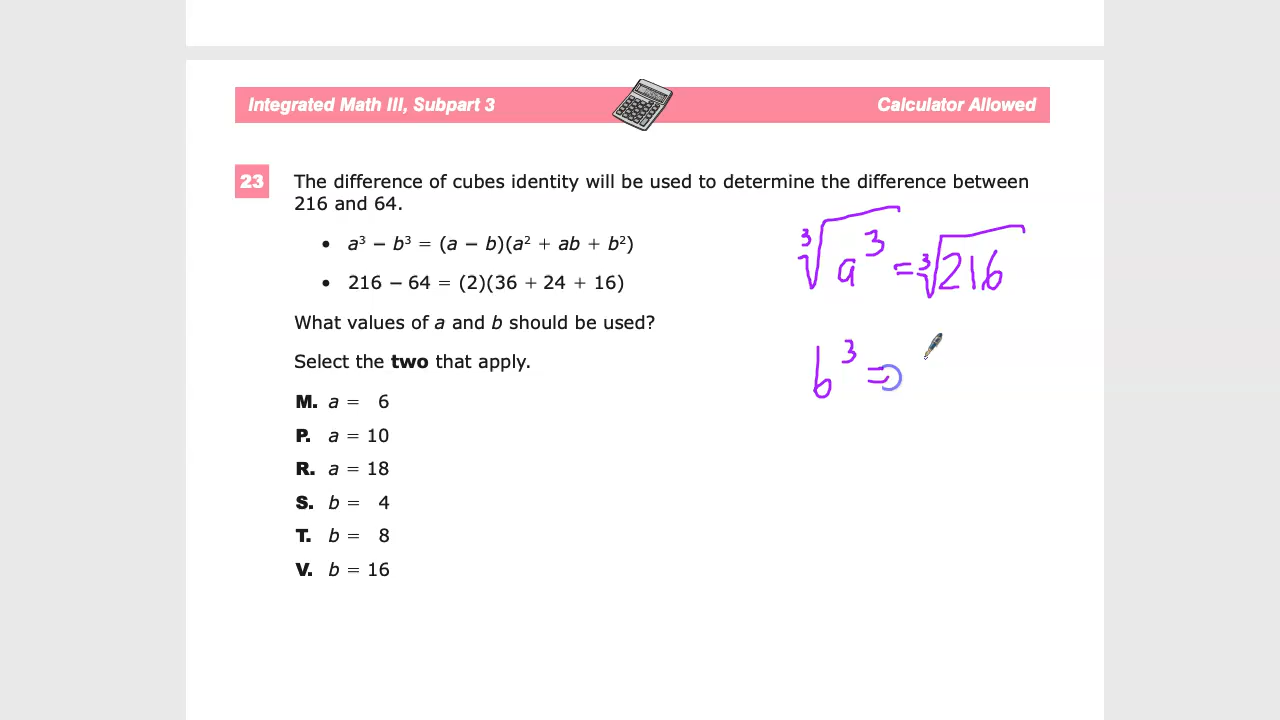 Integrated Math III, Subpart 3
Calculator Allowed
23 The difference of cubes identity will be used to determine the difference between
216 and 64.
• a³ − b³ = (a − b)(a² + ab + b²)
• 216 − 64 = (2)(36 + 24 + 16)
What values of a and b should be used?
Select the two that apply.
M. a = 6
P. a = 10
R. a = 18
S. b = 4
T. b = 8
V. b = 16
∛a³ = ∛216
b³ =